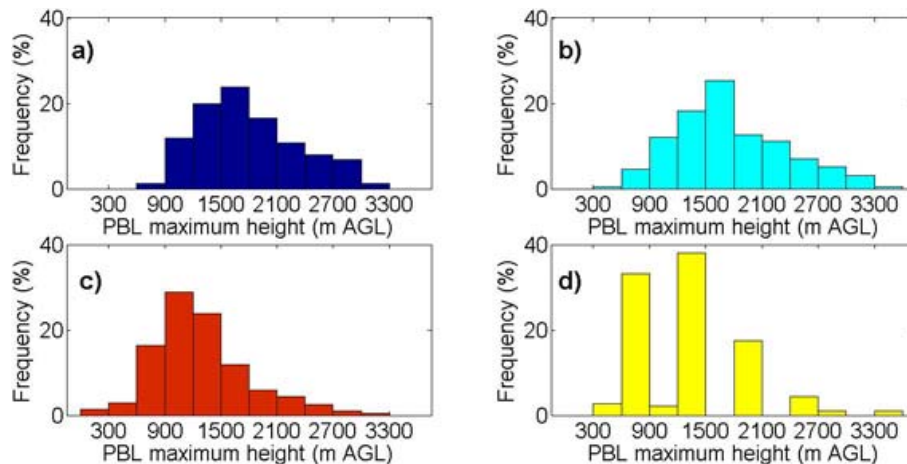 a)
Frequency (%)
40
20
0
300 900 1500 2100 2700 3300
PBL maximum height (m AGL)
b)
Frequency (%)
40
20
0
300 900 1500 2100 2700 3300
PBL maximum height (m AGL)
c)
Frequency (%)
40
20
0
300 900 1500 2100 2700 3300
PBL maximum height (m AGL)
d)
Frequency (%)
40
20
0
300 900 1500 2100 2700 3300
PBL maximum height (m AGL)